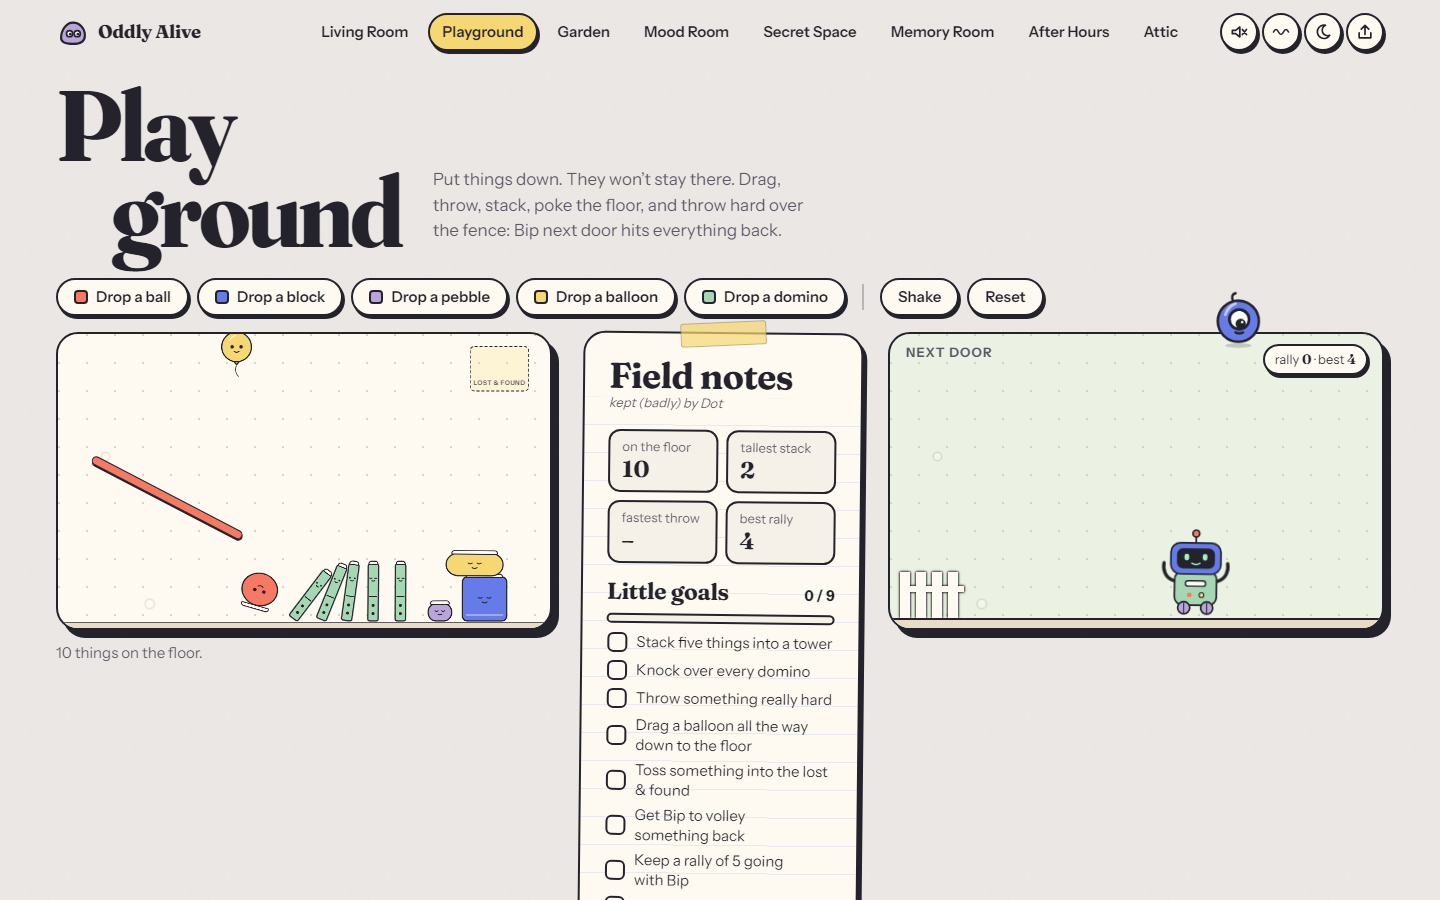 Oddly Alive
Living Room
Playground
Garden
Mood Room
Secret Space
Memory Room
After Hours
Attic
Play
ground
Put things down. They won’t stay there. Drag,
throw, stack, poke the floor, and throw hard over
the fence: Bip next door hits everything back.
Drop a ball
Drop a block
Drop a pebble
Drop a balloon
Drop a domino
Shake
Reset
LOST & FOUND
10 things on the floor.
Field notes
kept (badly) by Dot
on the floor
10
tallest stack
2
fastest throw
–
best rally
4
Little goals
0 / 9
Stack five things into a tower
Knock over every domino
Throw something really hard
Drag a balloon all the way
down to the floor
Toss something into the lost
& found
Get Bip to volley
something back
Keep a rally of 5 going
with Bip
NEXT DOOR
rally 0 · best 4